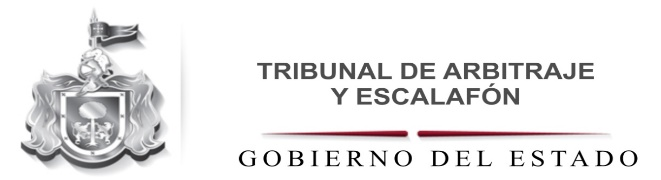 TRIBUNAL DE ARBITRAJE
Y ESCALAFÓN
GOBIERNO DEL ESTADO